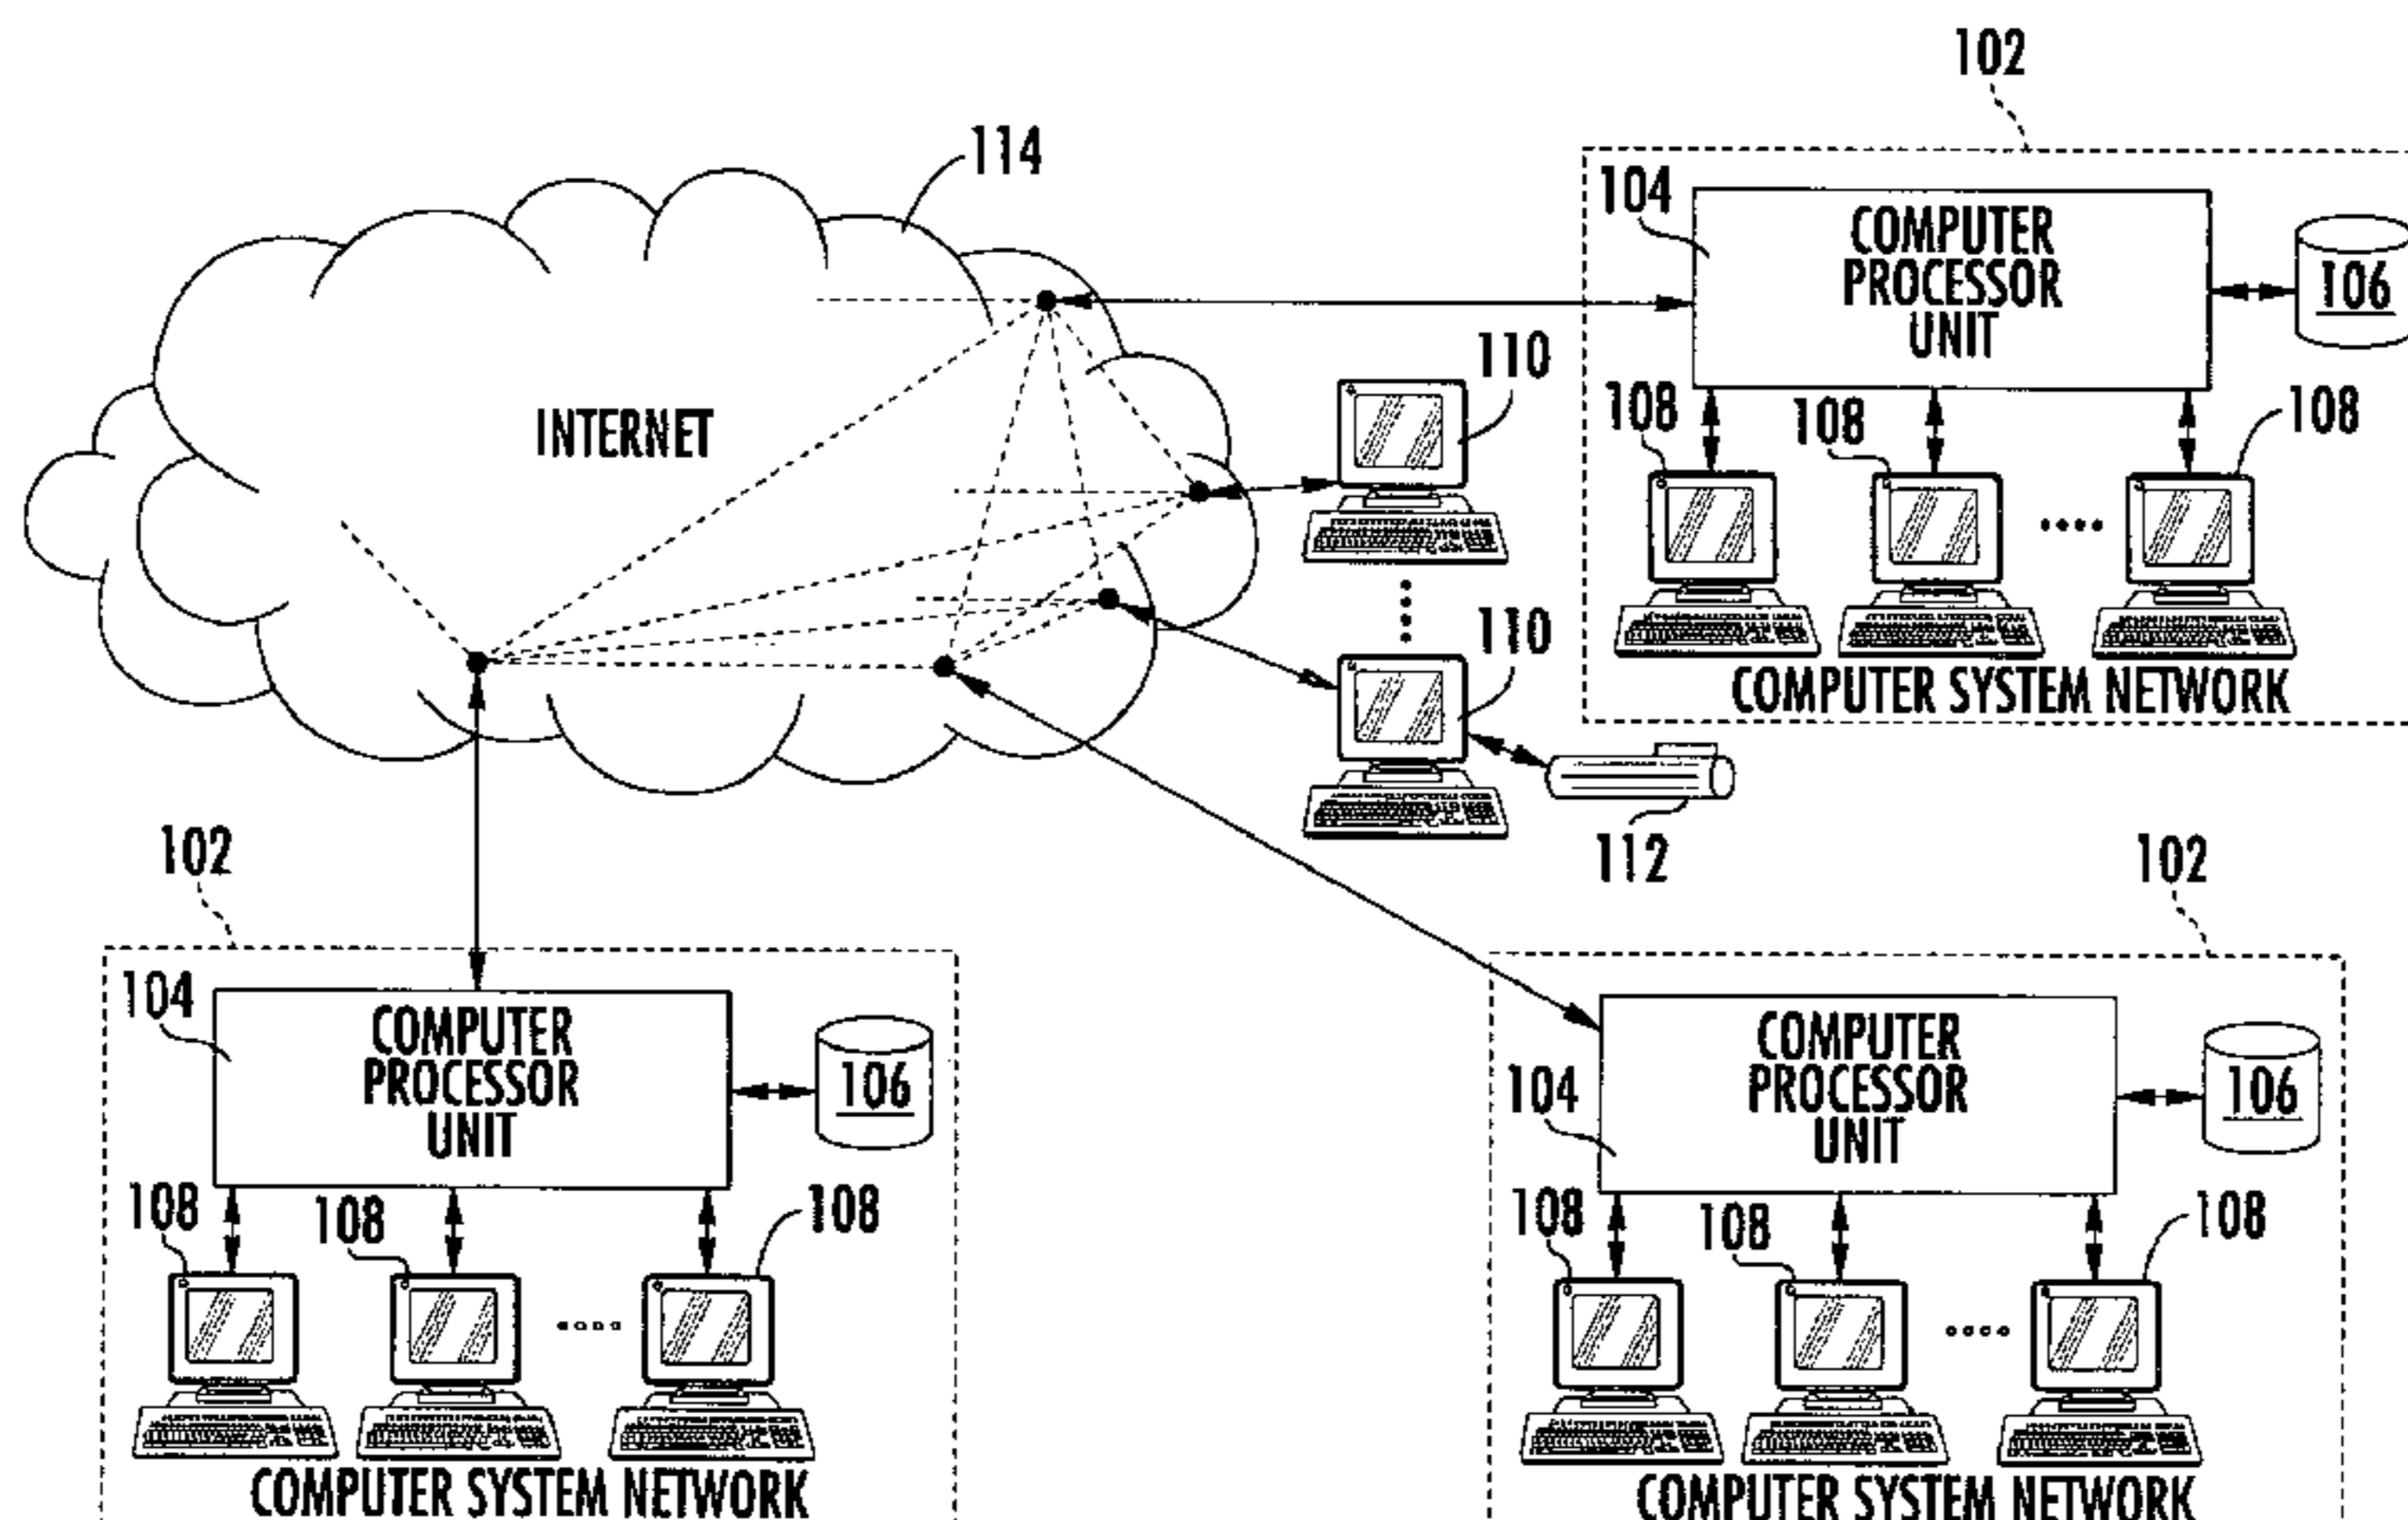 102
114
104
COMPUTER
PROCESSOR
UNIT
106
110
108
108
108
INTERNET
COMPUTER SYSTEM NETWORK
110
112
102
104
COMPUTER
PROCESSOR
UNIT
106
108
108
108
COMPUTER SYSTEM NETWORK
102
104
COMPUTER
PROCESSOR
UNIT
106
108
108
108
COMPUTER SYSTEM NETWORK